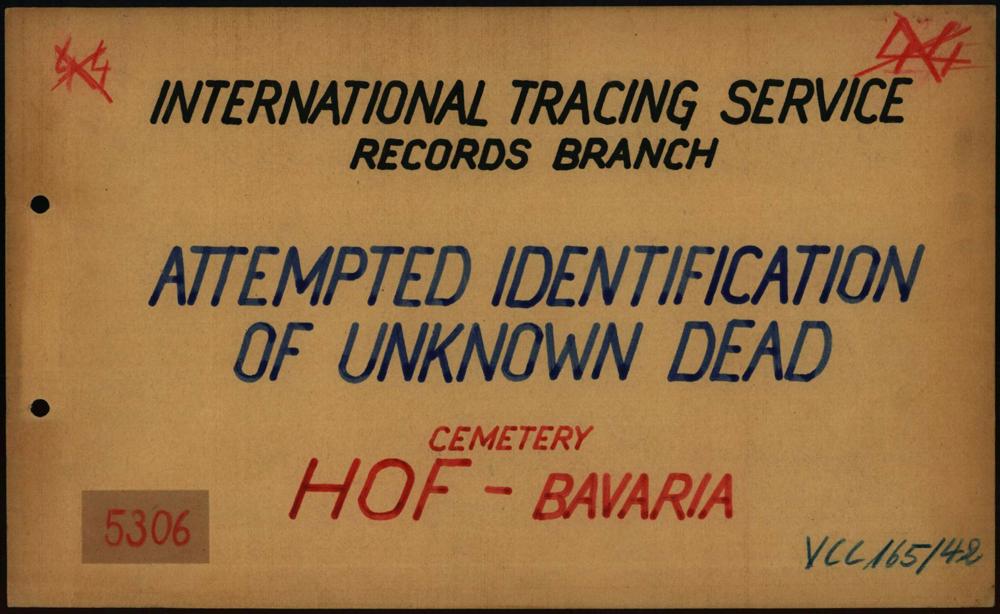 INTERNATIONAL TRACING SERVICE
RECORDS BRANCH
ATTEMPTED IDENTIFICATION
OF UNKNOWN DEAD
CEMETERY
HOF - BAVARIA
5306
VCC 165/42